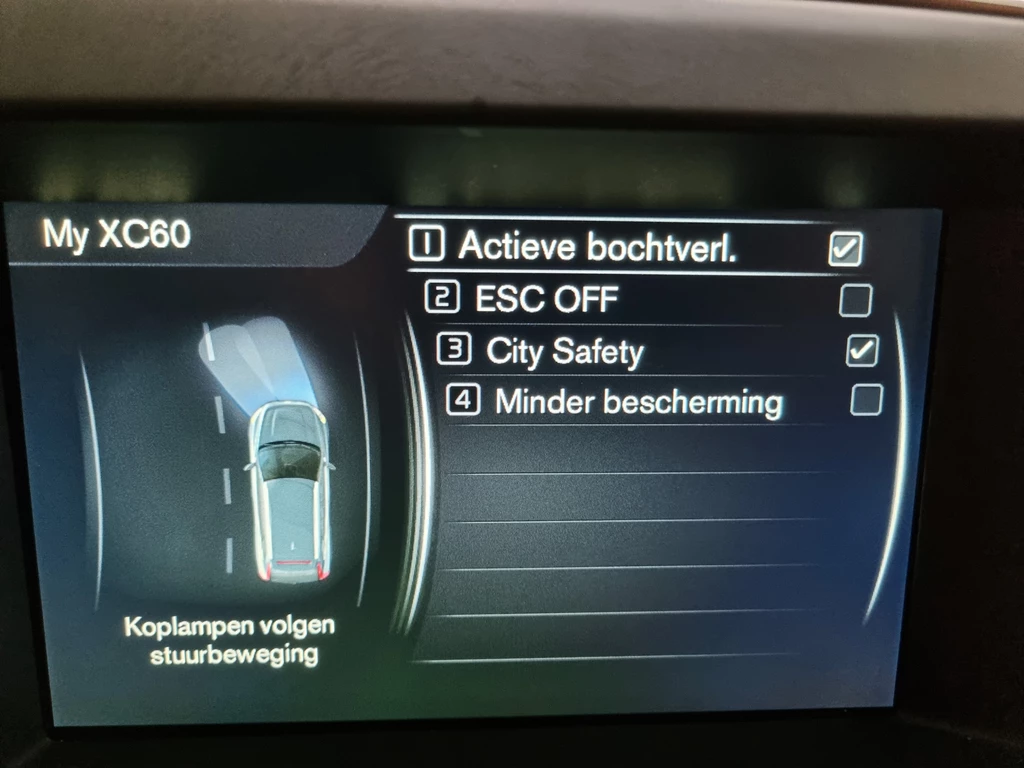 My XC60
1 Actieve bochtverl.
2 ESC OFF
3 City Safety
4 Minder bescherming
Koplampen volgen
stuurbeweging